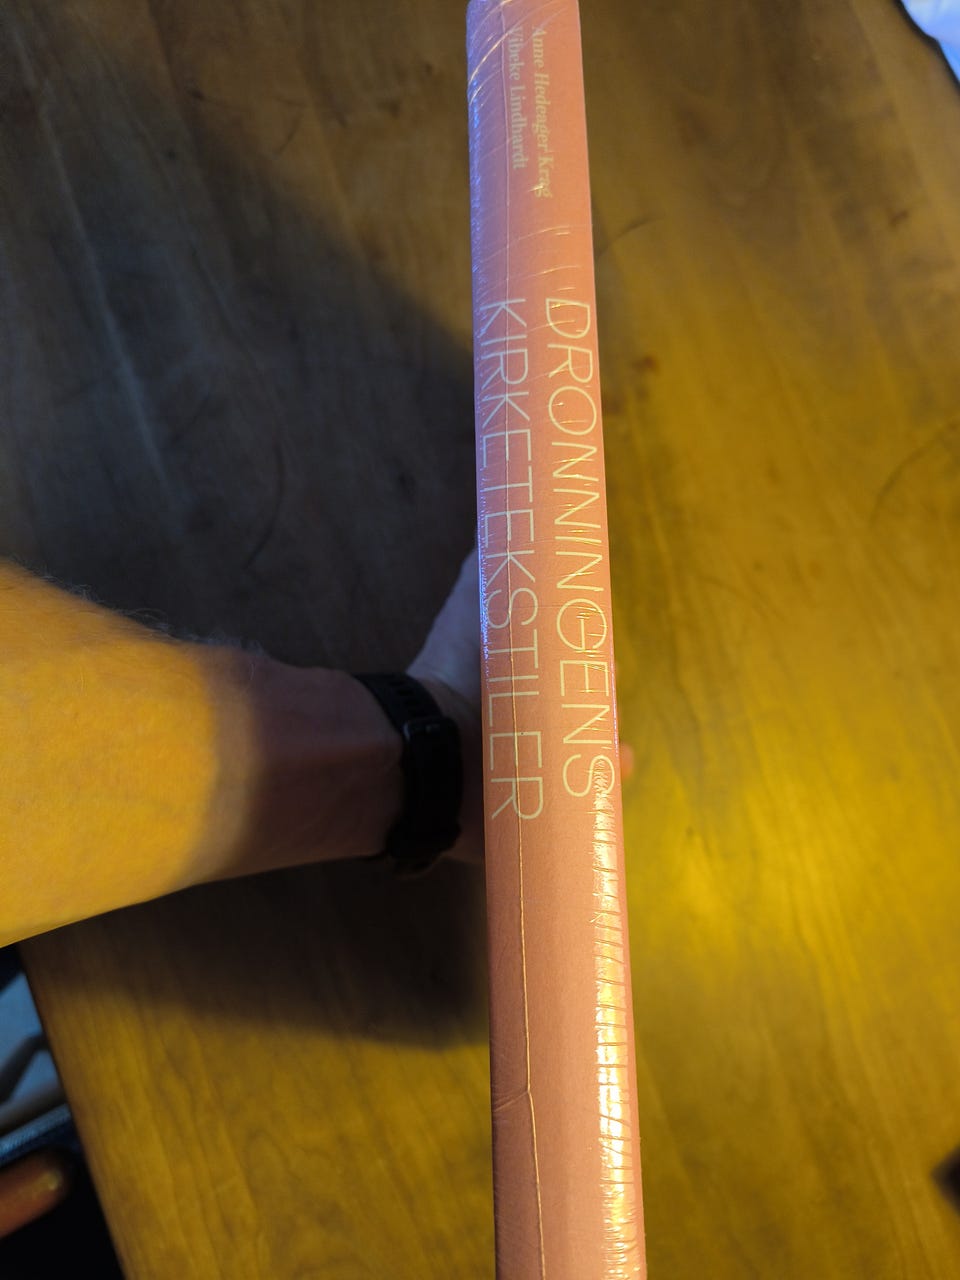 Anne Hedeager Krag
Vibeke Lindhardt
DRONNINGENS
KIRKETEKSTILER